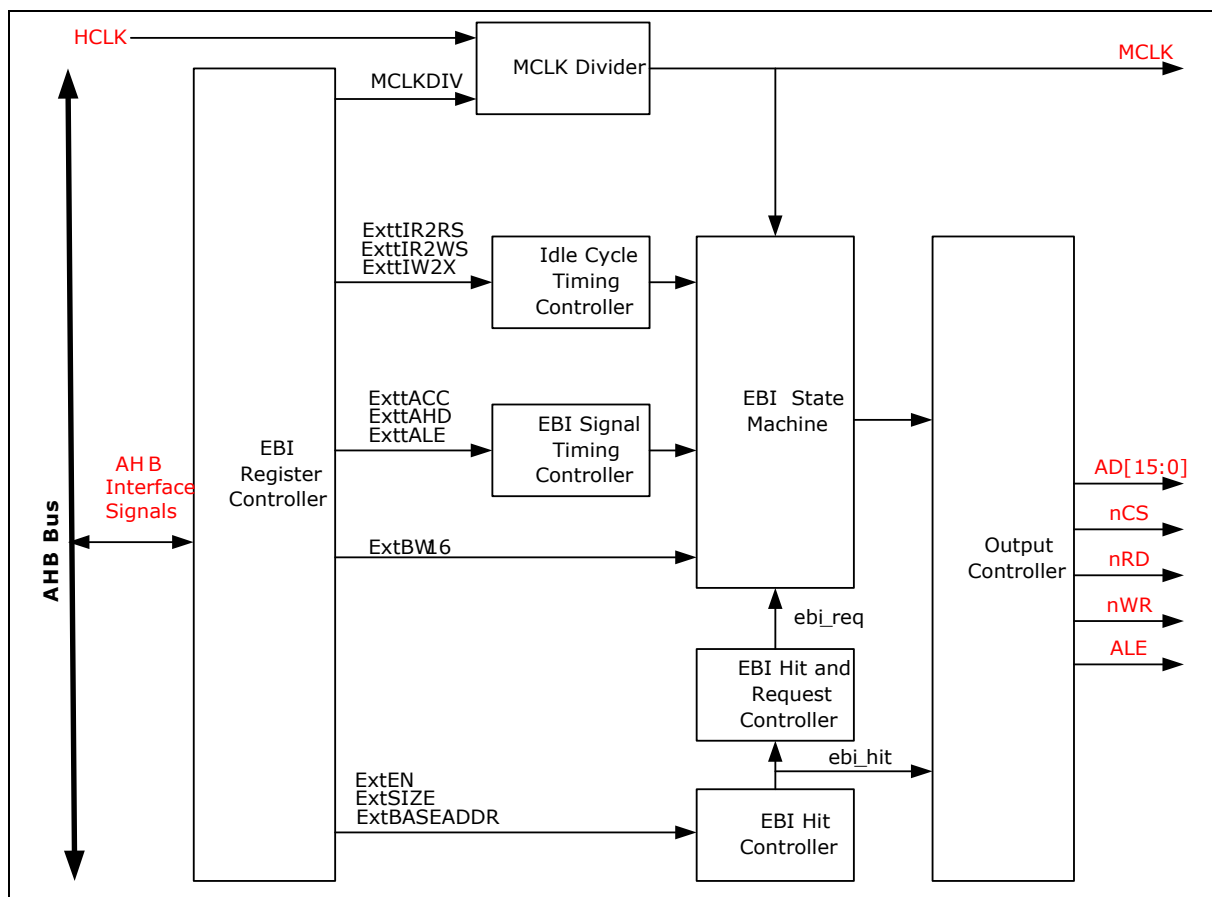 HCLK
MCLK Divider
MCLK
MCLKDIV
ExttIR2RS
ExttIR2WS
ExttIW2X
Idle Cycle
Timing
Controller
ExttACC
ExttAHD
ExttALE
EBI Signal
Timing
Controller
EBI State
Machine
EBI
Register
Controller
AHB
Interface
Signals
AHB Bus
ExtBW16
Output
Controller
AD[15:0]
nCS
nRD
nWR
ALE
ebi_req
EBI Hit and
Request
Controller
ebi_hit
ExtEN
ExtSIZE
ExtBASEADDR
EBI Hit
Controller